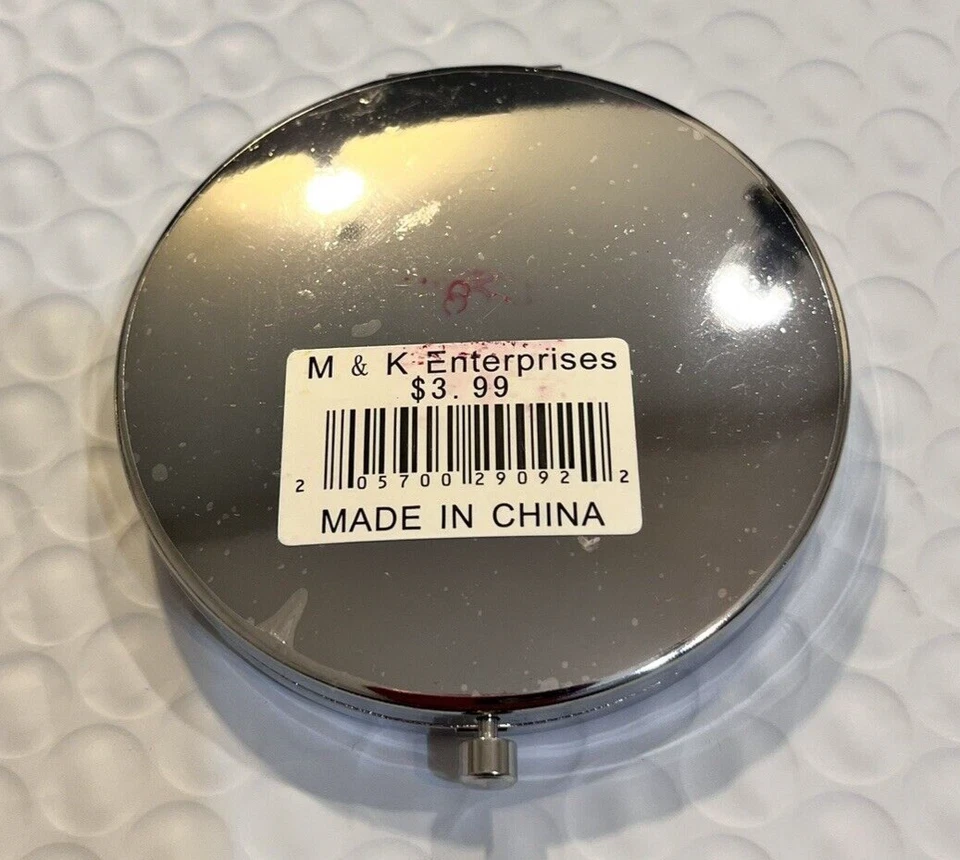 M & K Enterprises
$3.99
2 05700 29092 2
MADE IN CHINA